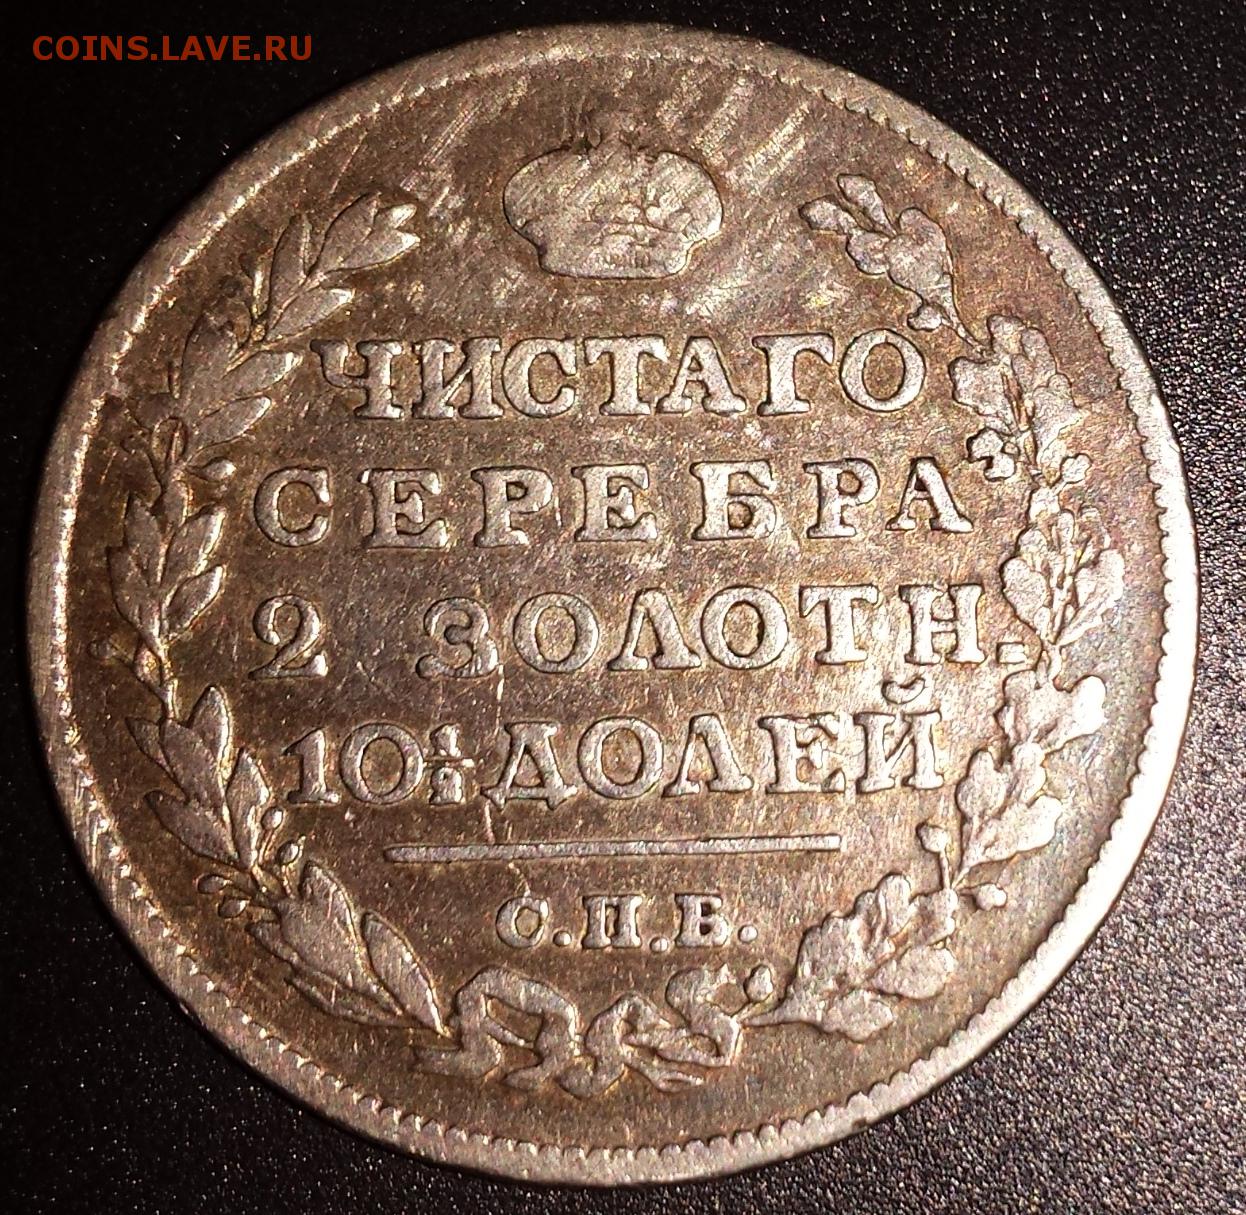 COINS.LAVE.RU
ЧИСТАГО
СЕРЕБРА
2 ЗОЛОТН.
10½ ДОЛЕЙ
С.П.Б.